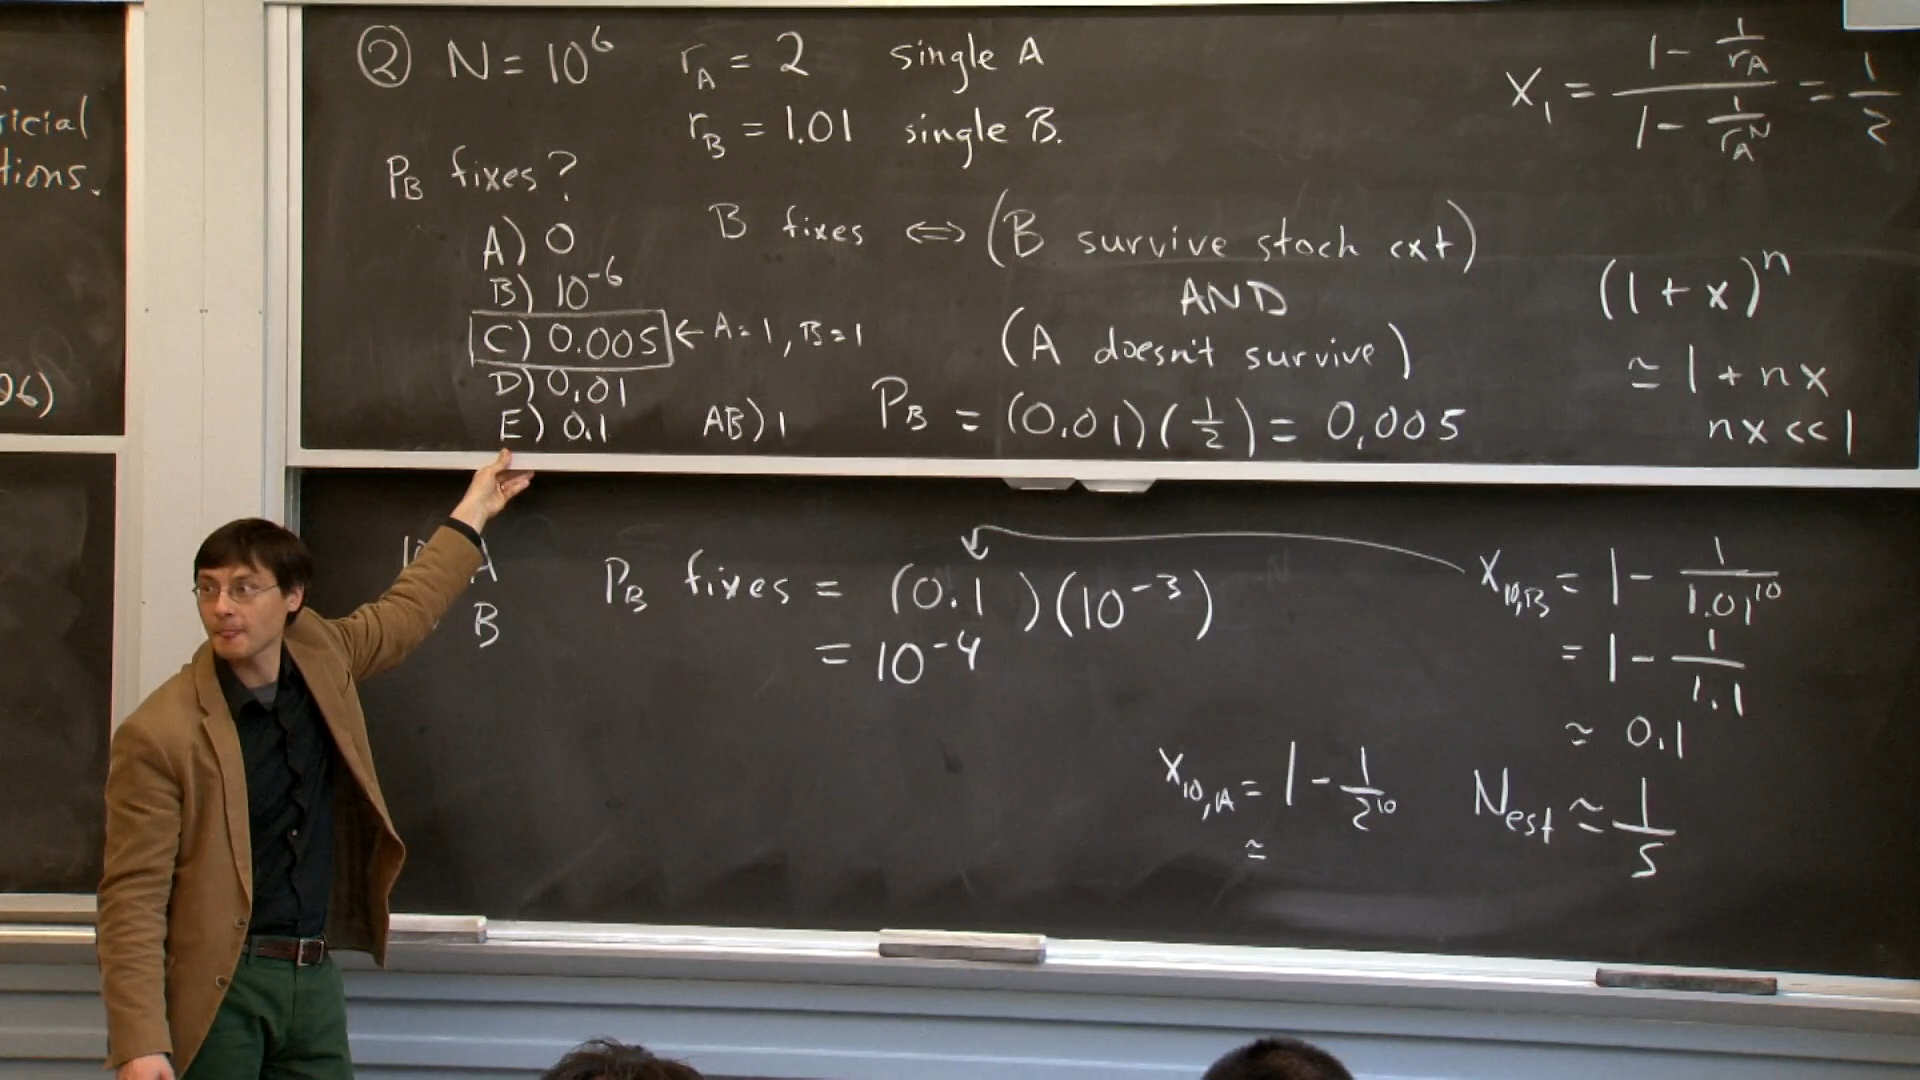 icial
tions.
26)
② N = 10⁶ r_A = 2 single A
r_B = 1.01 single B.
P_B fixes?
A) 0
B) 10⁻⁶
C) 0.005 ← A=1, B=1
D) 0.01
E) 0.1 AB) 1
B fixes ⇔ (B survive stoch ext)
AND
(A doesn't survive)
P_B = (0.01)(1/2) = 0.005
X₁ = (1 - 1/r_A)/(1 - 1/r_A^N) = 1/2
(1 + x)ⁿ
≃ 1 + nx
nx << 1
A
B
P_B fixes = (0.1)(10⁻³)
= 10⁻⁴
X_10,B = 1 - 1/1.01¹⁰
= 1 - 1/1.1
≃ 0.1
X_10,A = 1 - 1/2¹⁰
≃
N_est ≃ 1/s